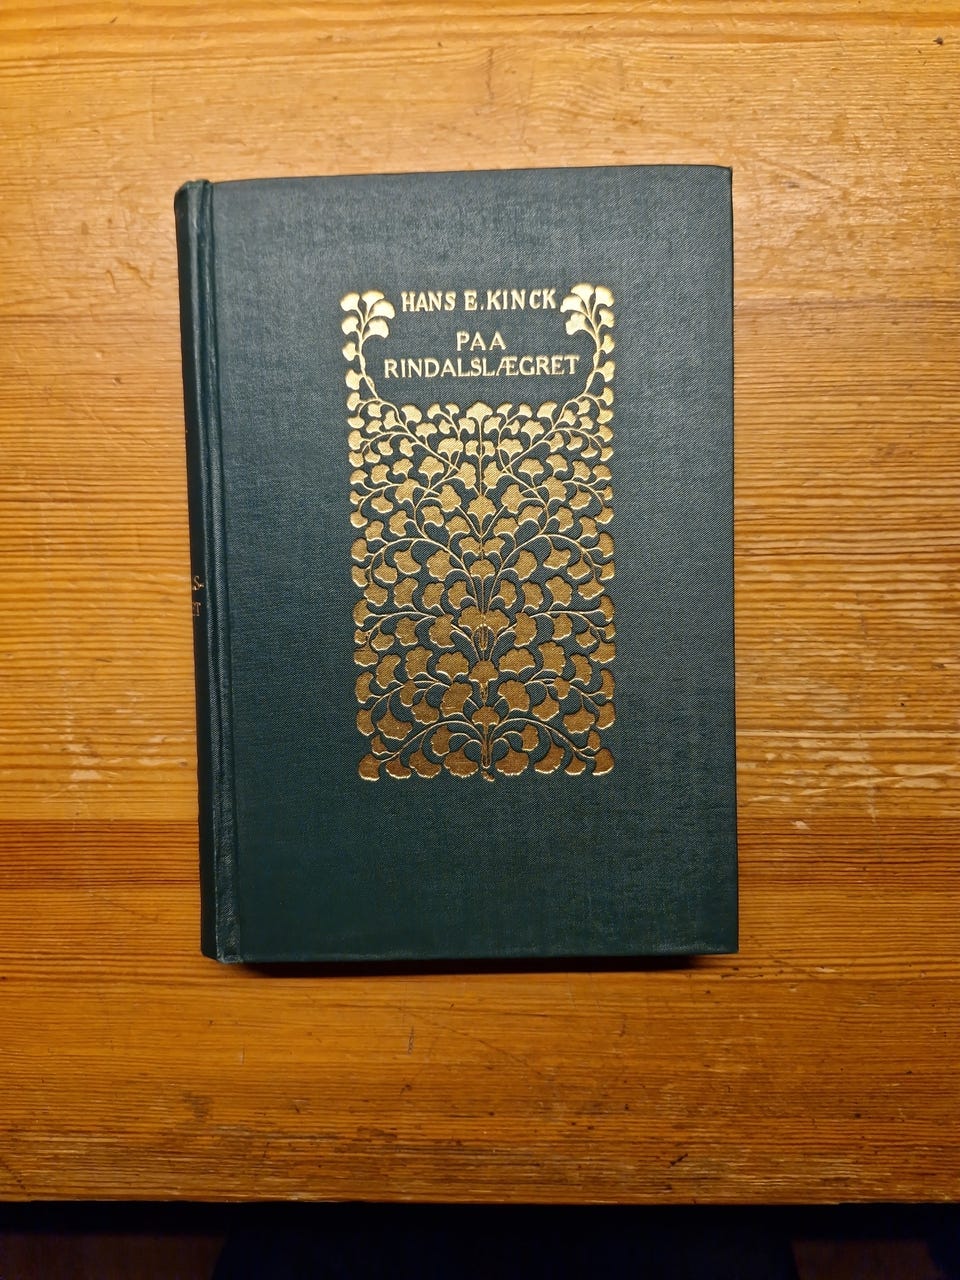 HANS E. KINCK
PAA
RINDALSLÆGRET